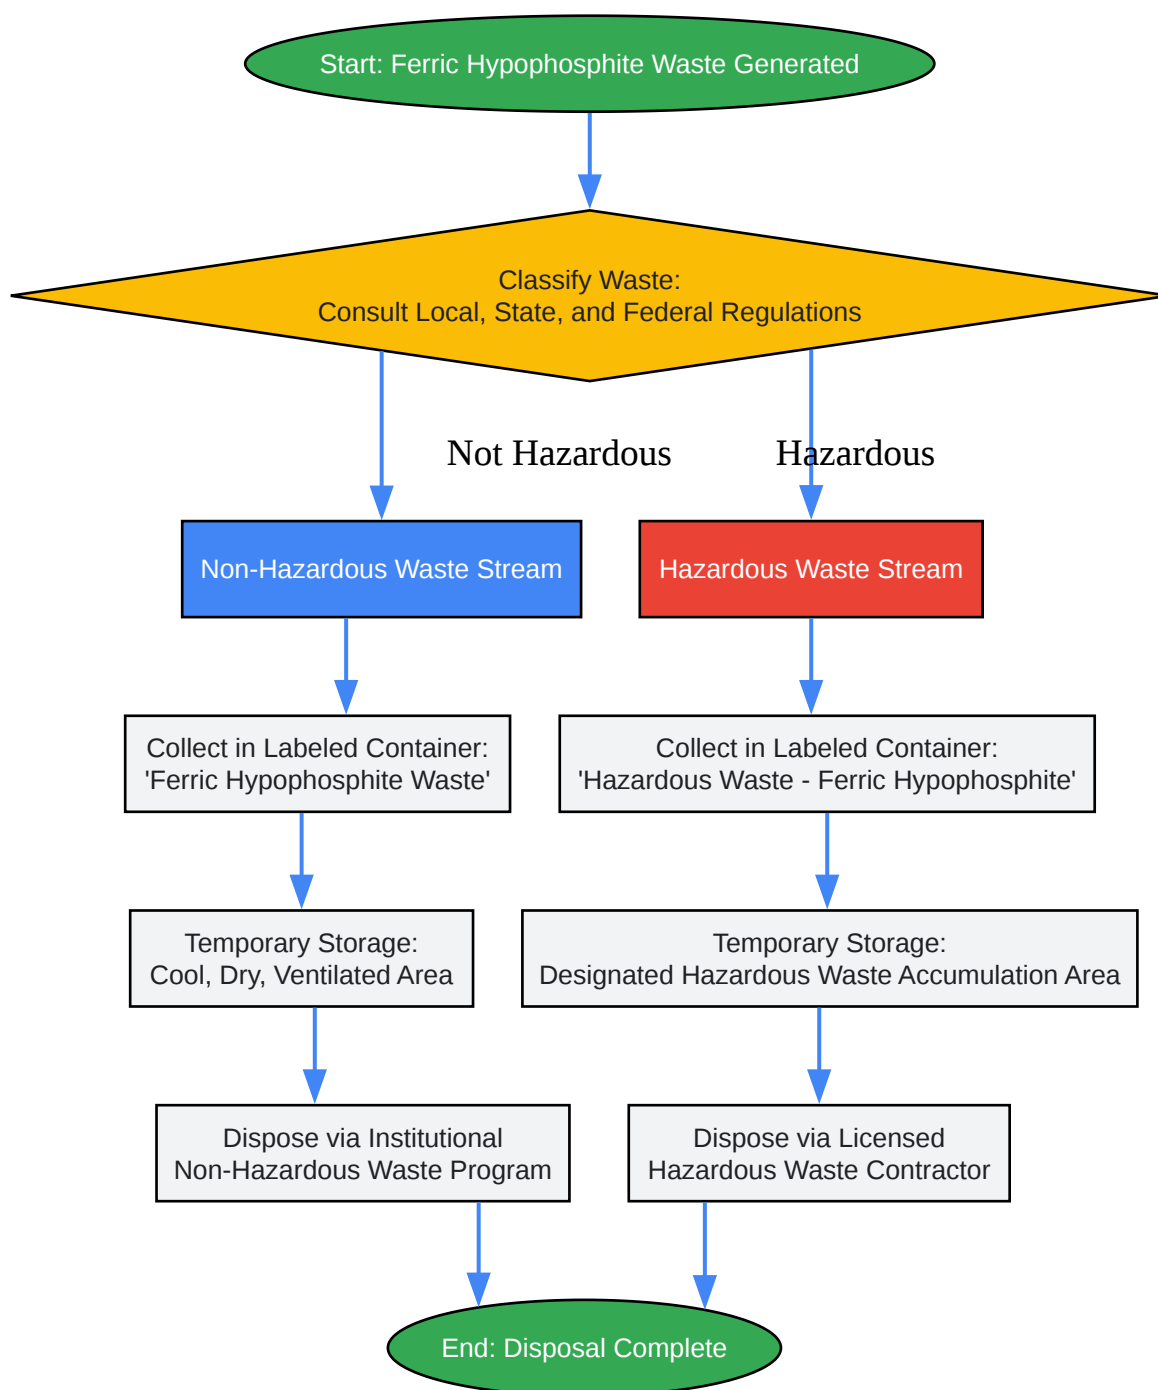 Start: Ferric Hypophosphite Waste Generated
Classify Waste:
Consult Local, State, and Federal Regulations
Not Hazardous
Hazardous
Non-Hazardous Waste Stream
Hazardous Waste Stream
Collect in Labeled Container:
'Ferric Hypophosphite Waste'
Collect in Labeled Container:
'Hazardous Waste - Ferric Hypophosphite'
Temporary Storage:
Cool, Dry, Ventilated Area
Temporary Storage:
Designated Hazardous Waste Accumulation Area
Dispose via Institutional
Non-Hazardous Waste Program
Dispose via Licensed
Hazardous Waste Contractor
End: Disposal Complete